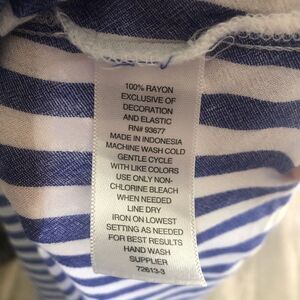 100% RAYON
EXCLUSIVE OF
DECORATION
AND ELASTIC
RN# 93677
MADE IN INDONESIA
MACHINE WASH COLD
GENTLE CYCLE
WITH LIKE COLORS
USE ONLY NON-
CHLORINE BLEACH
WHEN NEEDED
LINE DRY
IRON ON LOWEST
SETTING AS NEEDED
FOR BEST RESULTS
HAND WASH
SUPPLIER
72613-3